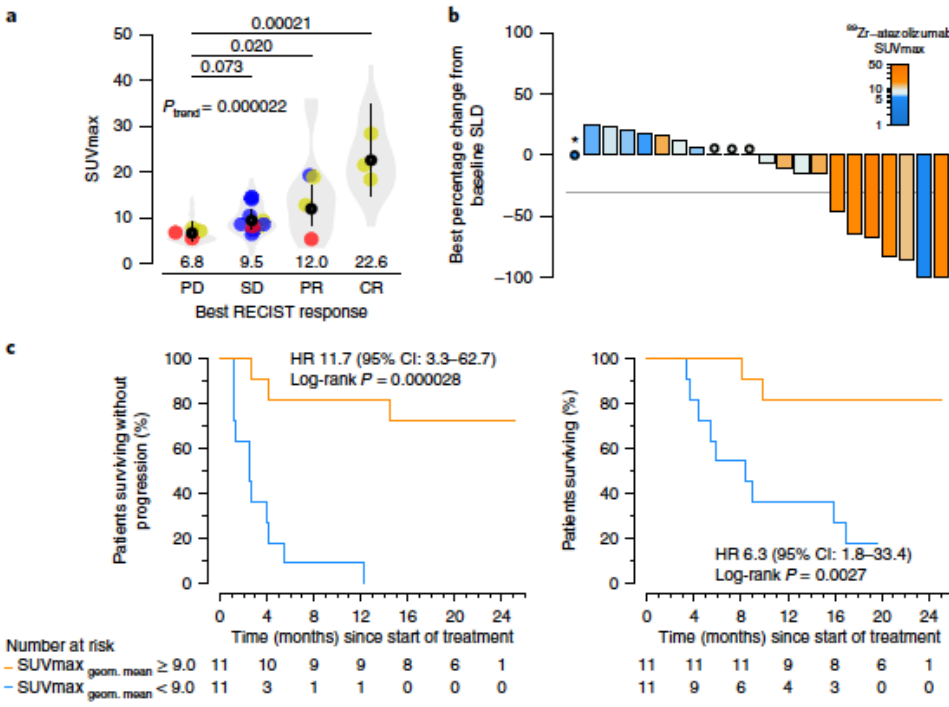 a
0.00021
0.020
0.073
P trend = 0.000022
SUVmax
50
40
30
20
10
0
6.8 9.5 12.0 22.6
PD SD PR CR
Best RECIST response
b
⁸⁹Zr–atezolizumab
SUVmax
50
10
5
1
Best percentage change from
baseline SLD
100
50
0
−50
−100
*
c
Patients surviving without
progression (%)
100
80
60
40
20
0
HR 11.7 (95% CI: 3.3–62.7)
Log-rank P = 0.000028
0 4 8 12 16 20 24
Time (months) since start of treatment
Patients surviving (%)
100
80
60
40
20
0
HR 6.3 (95% CI: 1.8–33.4)
Log-rank P = 0.0027
0 4 8 12 16 20 24
Time (months) since start of treatment
Number at risk
SUVmax geom. mean ≥ 9.0 11 10 9 9 8 6 1 11 11 11 9 8 6 1
SUVmax geom. mean < 9.0 11 3 1 1 0 0 0 11 9 6 4 3 0 0